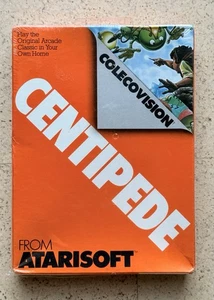 Play the
Original Arcade
Classic in Your
Own Home
COLECOVISION
CENTIPEDE
FROM
ATARISOFT